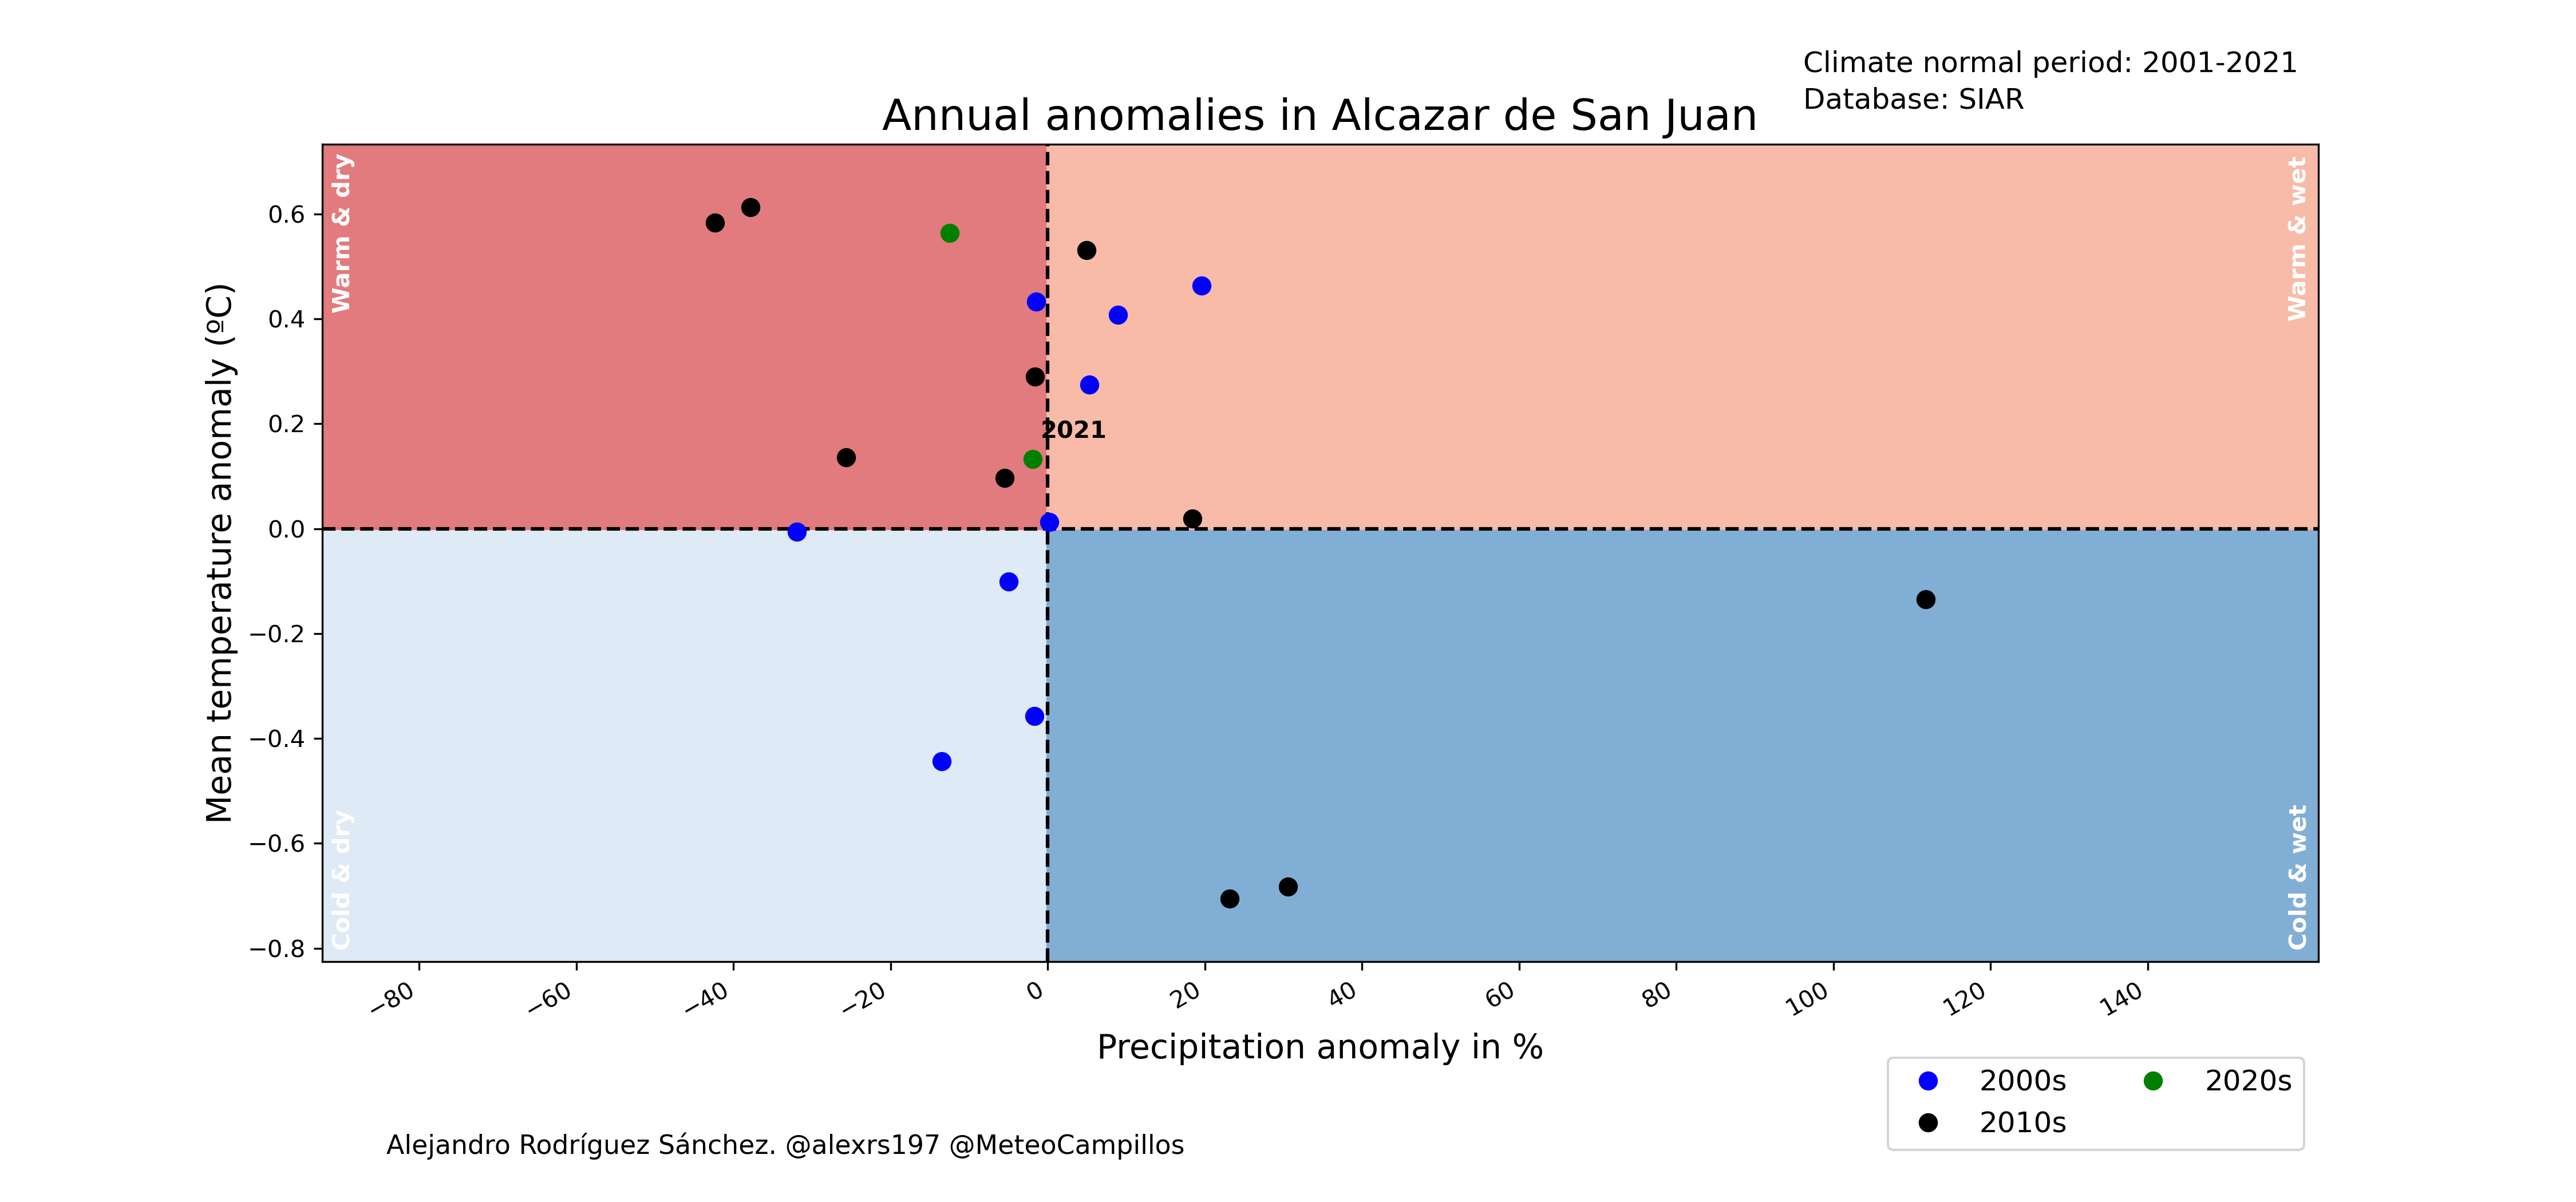 Climate normal period: 2001-2021
Database: SIAR
Annual anomalies in Alcazar de San Juan
Warm & dry
Warm & wet
Cold & dry
Cold & wet
2021
Mean temperature anomaly (ºC)
0.6
0.4
0.2
0.0
−0.2
−0.4
−0.6
−0.8
−80
−60
−40
−20
0
20
40
60
80
100
120
140
Precipitation anomaly in %
2000s
2010s
2020s
Alejandro Rodríguez Sánchez. @alexrs197 @MeteoCampillos